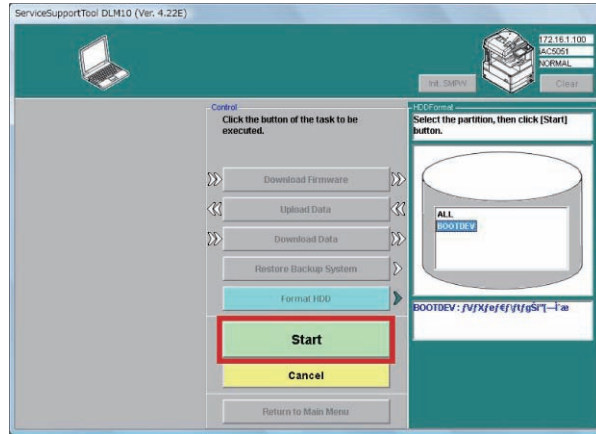 ServiceSupportTool DLM10 (Ver. 4.22E)
172.16.1.100
iAC5051
NORMAL
Init. SMPW
Clear
Control
Click the button of the task to be
executed.
Download Firmware
Upload Data
Download Data
Restore Backup System
Format HDD
Start
Cancel
Return to Main Menu
HDDFormat
Select the partition, then click [Start]
button.
ALL
BOOTDEV
BOOTDEV :